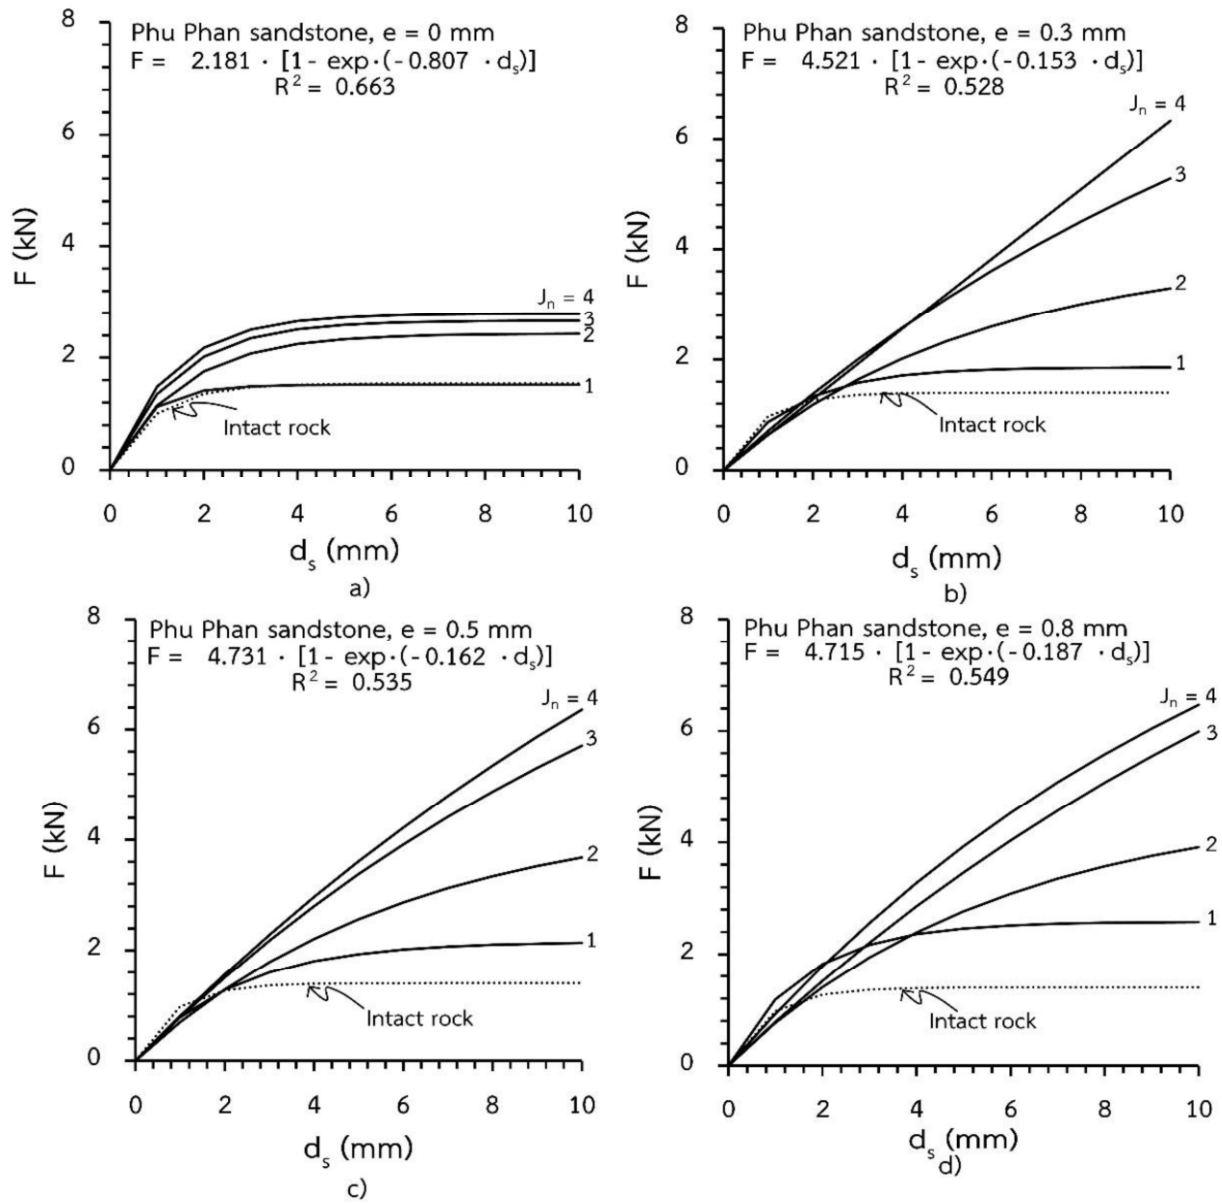 Phu Phan sandstone, e = 0 mm
F = 2.181 · [1- exp·(-0.807 · dₛ)]
R² = 0.663
8
6
4
2
0
F (kN)
Jₙ = 4
3
2
1
Intact rock
0 2 4 6 8 10
dₛ (mm)
a)
Phu Phan sandstone, e = 0.3 mm
F = 4.521 · [1- exp·(-0.153 · dₛ)]
R² = 0.528
8
6
4
2
0
F (kN)
Jₙ = 4
3
2
1
Intact rock
0 2 4 6 8 10
dₛ (mm)
b)
Phu Phan sandstone, e = 0.5 mm
F = 4.731 · [1- exp·(-0.162 · dₛ)]
R² = 0.535
8
6
4
2
0
F (kN)
Jₙ = 4
3
2
1
Intact rock
0 2 4 6 8 10
dₛ (mm)
c)
Phu Phan sandstone, e = 0.8 mm
F = 4.715 · [1- exp·(-0.187 · dₛ)]
R² = 0.549
8
6
4
2
0
F (kN)
Jₙ = 4
3
2
1
Intact rock
0 2 4 6 8 10
dₛ (mm)
d)